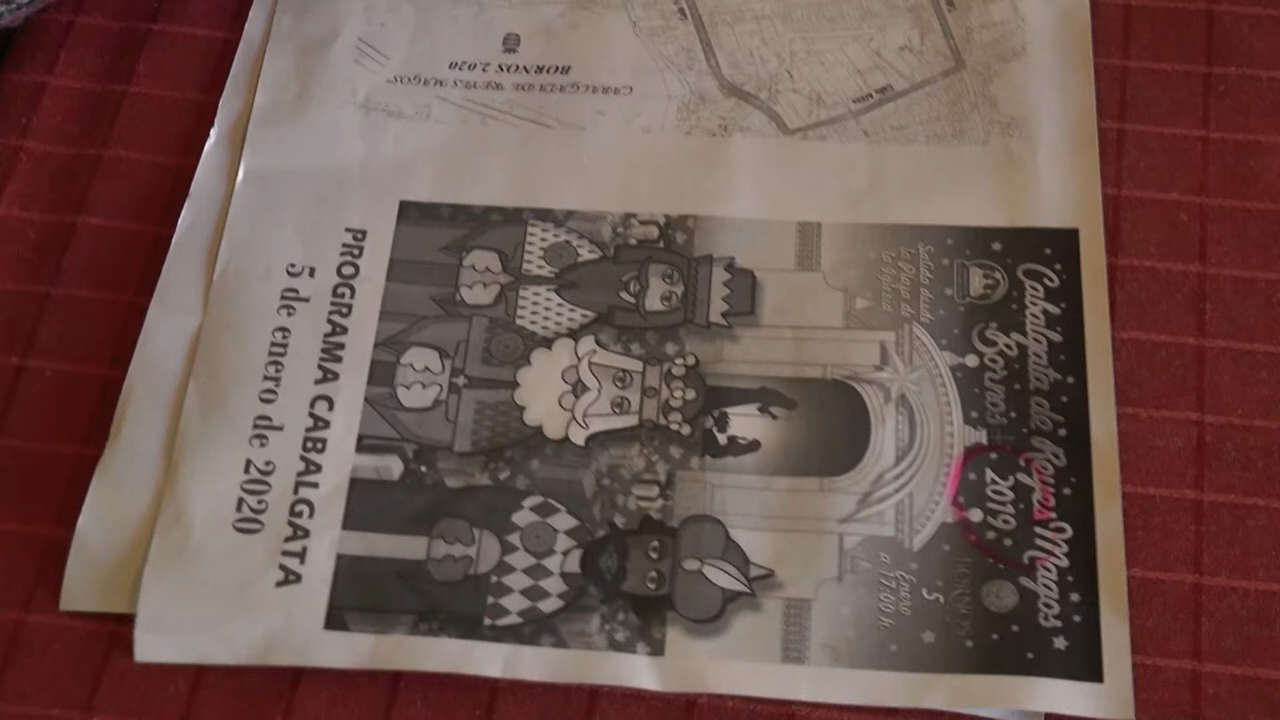 Cabalgata de Reyes Magos
Bornos 2019
Salida desde
la Plaza de
la Iglesia
BORNOS
5
Enero
a 17:00 h.
PROGRAMA CABALGATA
5 de enero de 2020
CABALGATA DE REYES MAGOS
BORNOS 2.020